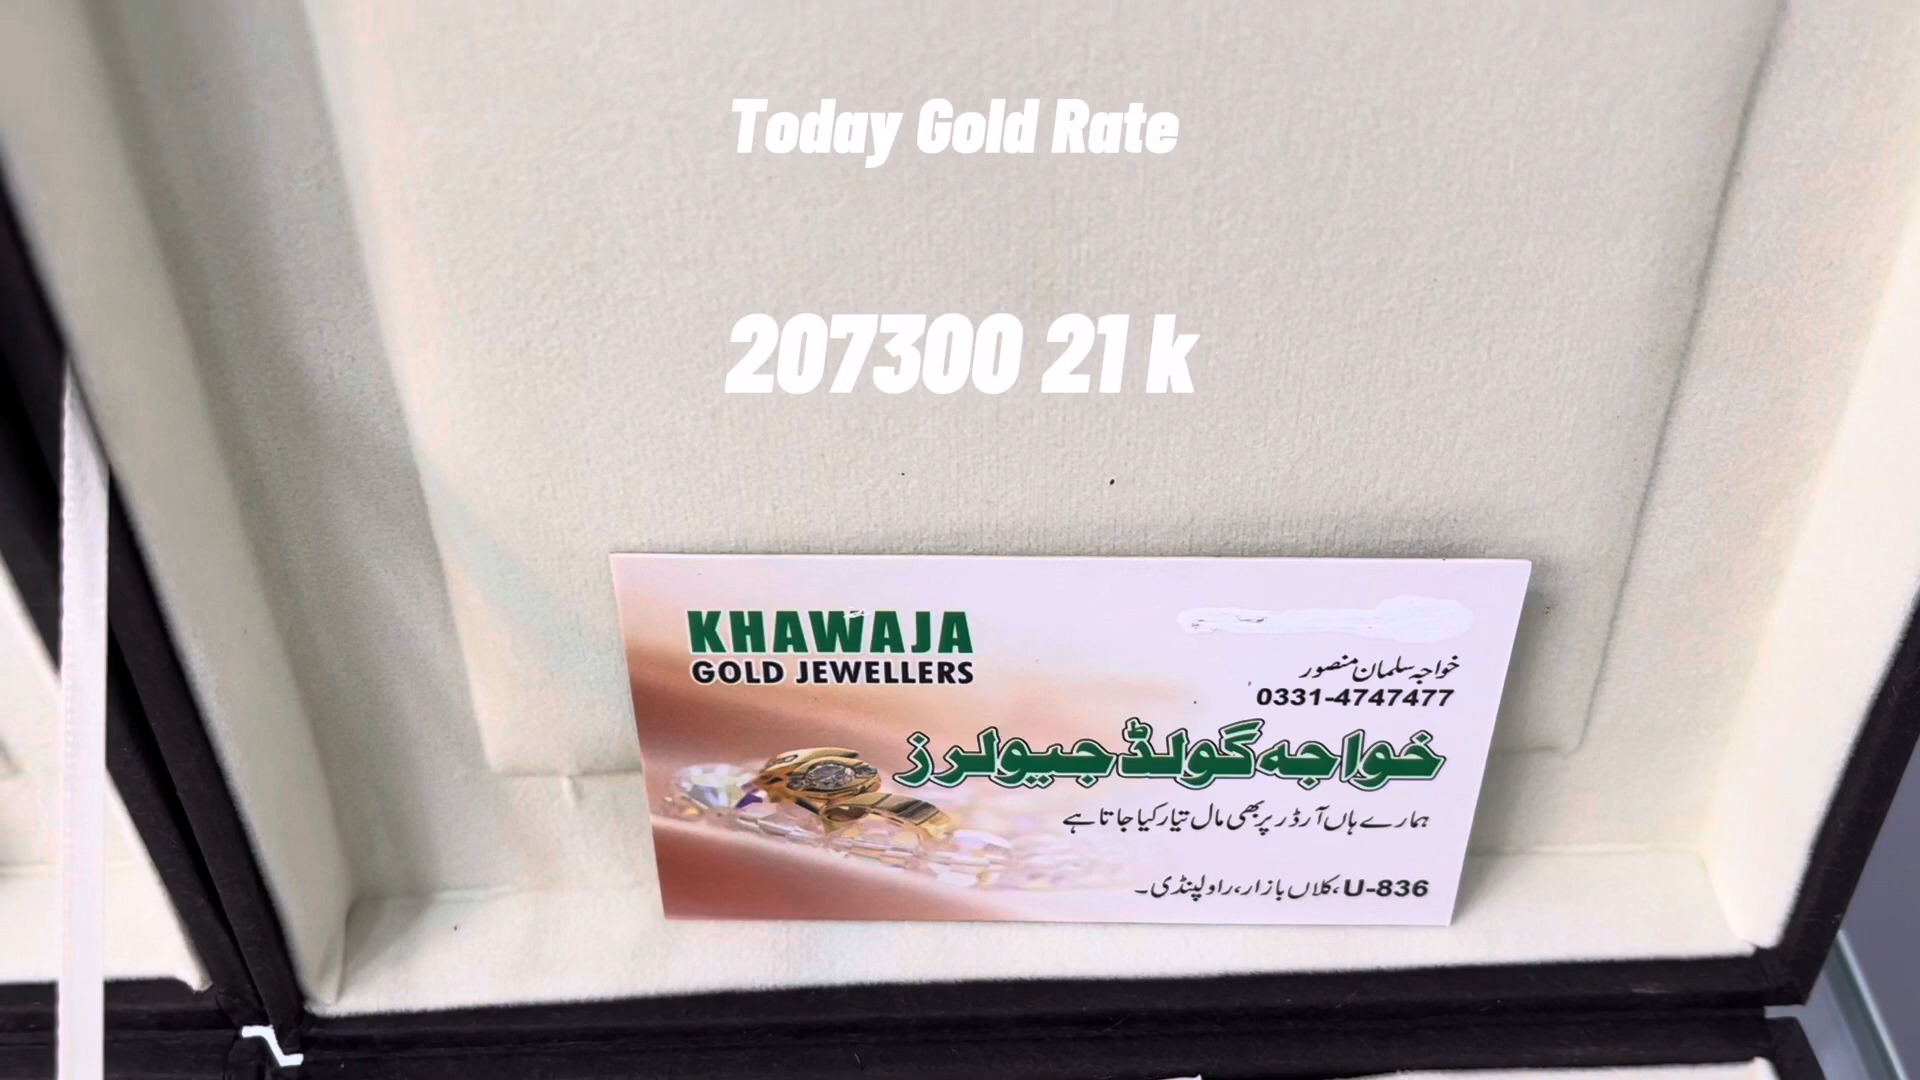 Today Gold Rate
207300 21 k
KHAWAJA
GOLD JEWELLERS
خواجہ سلمان منصور
0331-4747477
خواجہ گولڈ جیولرز
ہمارے ہاں آرڈر پر بھی مال تیار کیا جاتا ہے
U-836، کلاں بازار، راولپنڈی۔